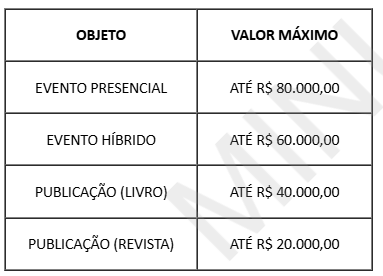 OBJETO VALOR MÁXIMO
EVENTO PRESENCIAL ATÉ R$ 80.000,00
EVENTO HÍBRIDO ATÉ R$ 60.000,00
PUBLICAÇÃO (LIVRO) ATÉ R$ 40.000,00
PUBLICAÇÃO (REVISTA) ATÉ R$ 20.000,00